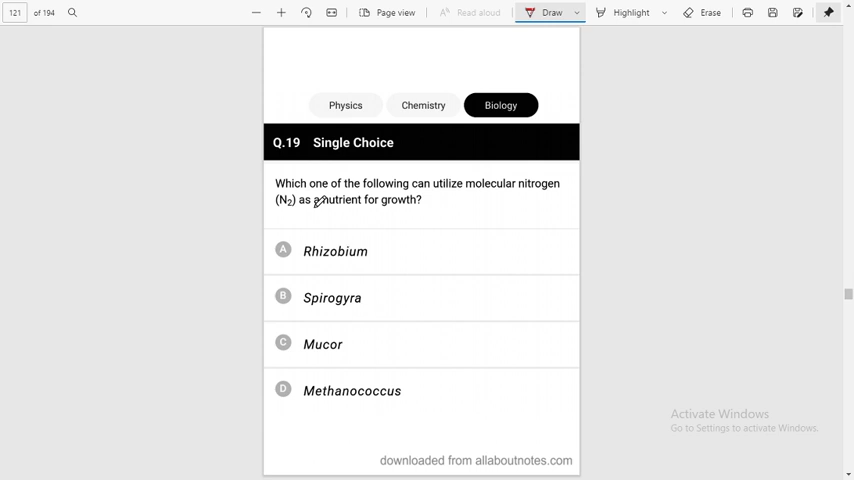 121 of 194 Page view Read aloud Draw Highlight Erase
Physics Chemistry Biology
Q.19 Single Choice
Which one of the following can utilize molecular nitrogen
(N₂) as a nutrient for growth?
A Rhizobium
B Spirogyra
C Mucor
D Methanococcus
Activate Windows
Go to Settings to activate Windows.
downloaded from allaboutnotes.com